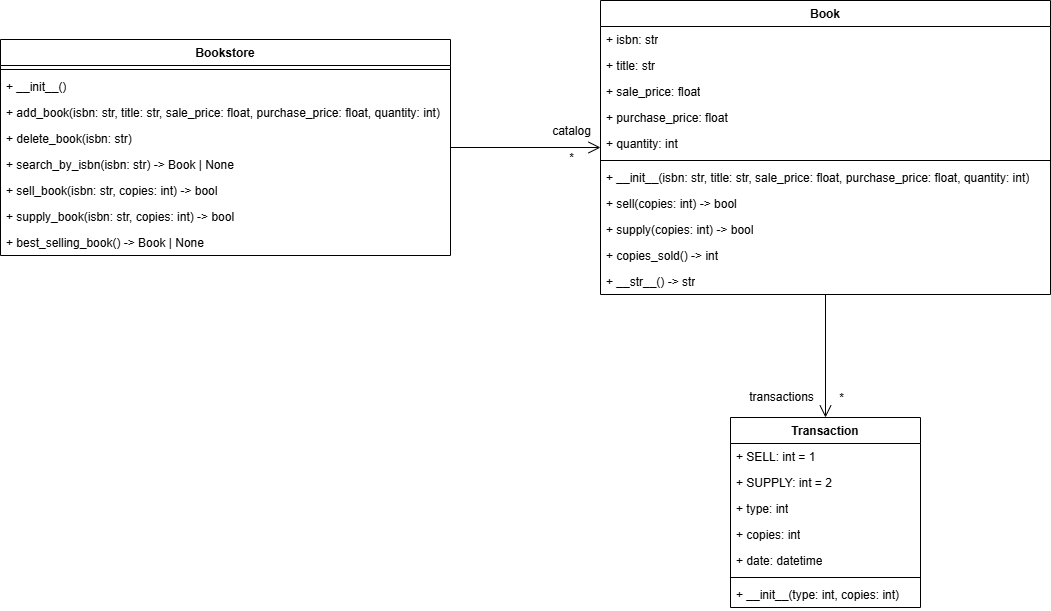 Bookstore
+ __init__()
+ add_book(isbn: str, title: str, sale_price: float, purchase_price: float, quantity: int)
+ delete_book(isbn: str)
+ search_by_isbn(isbn: str) -> Book | None
+ sell_book(isbn: str, copies: int) -> bool
+ supply_book(isbn: str, copies: int) -> bool
+ best_selling_book() -> Book | None
catalog
*
Book
+ isbn: str
+ title: str
+ sale_price: float
+ purchase_price: float
+ quantity: int
+ __init__(isbn: str, title: str, sale_price: float, purchase_price: float, quantity: int)
+ sell(copies: int) -> bool
+ supply(copies: int) -> bool
+ copies_sold() -> int
+ __str__() -> str
transactions
*
Transaction
+ SELL: int = 1
+ SUPPLY: int = 2
+ type: int
+ copies: int
+ date: datetime
+ __init__(type: int, copies: int)